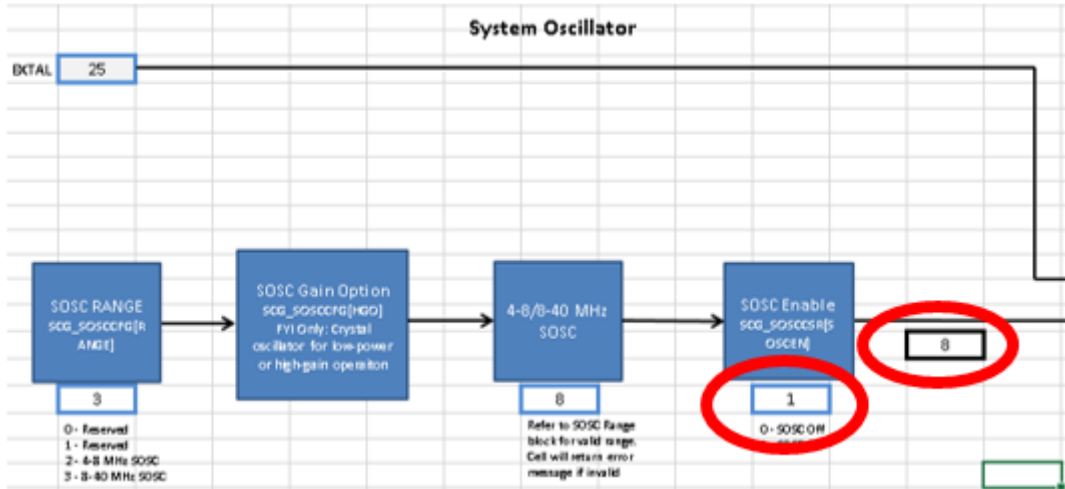 System Oscillator
EXTAL 25
SOSC RANGE
SCG_SOSCCFG[R
ANGE]
3
0 - Reserved
1 - Reserved
2 - 4-8 MHz SOSC
3 - 8-40 MHz SOSC
SOSC Gain Option
SCG_SOSCCFG[HGO]
FYI Only: Crystal
oscillator for low-power
or high-gain operaiton
4-8/8-40 MHz
SOSC
8
Refer to SOSC Range
block for valid range.
Cell will return error
message if invalid
SOSC Enable
SCG_SOSCCSR[S
OSCEN]
1
0 - SOSC Off
8